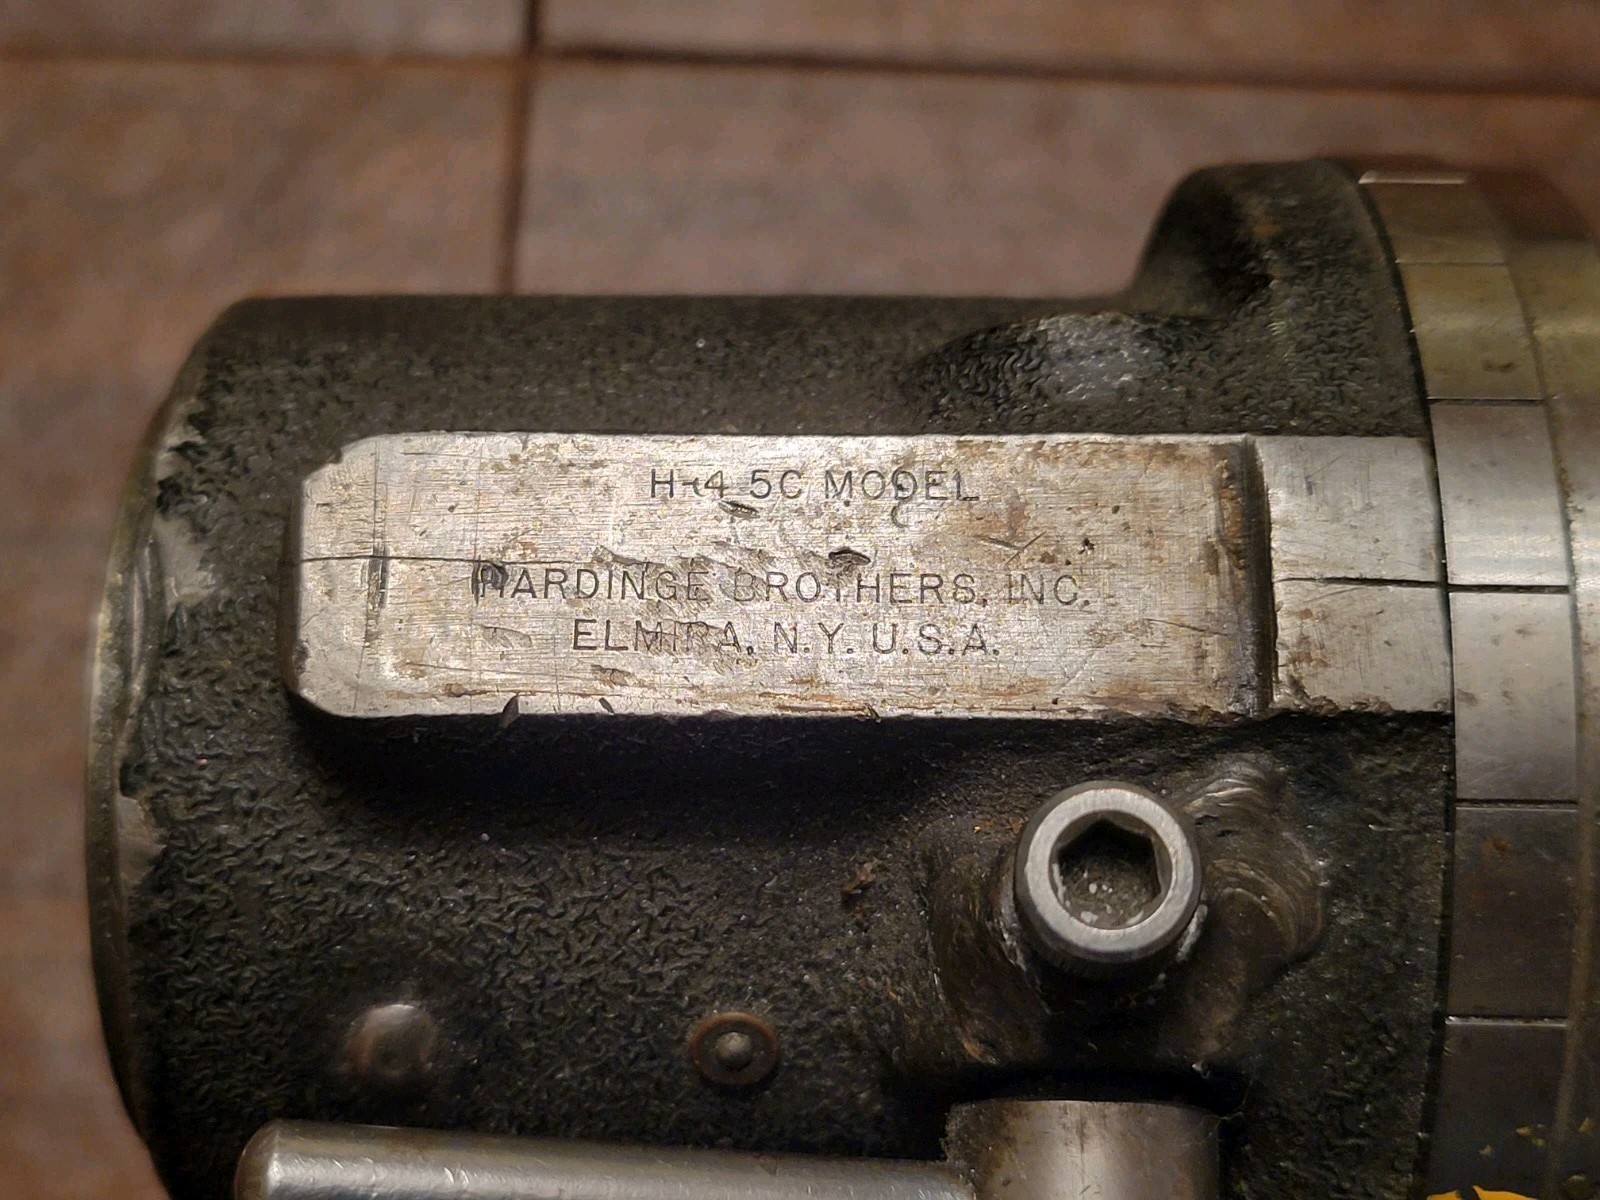 H-4 5C MODEL
HARDINGE BROTHERS, INC.
ELMIRA, N.Y. U.S.A.